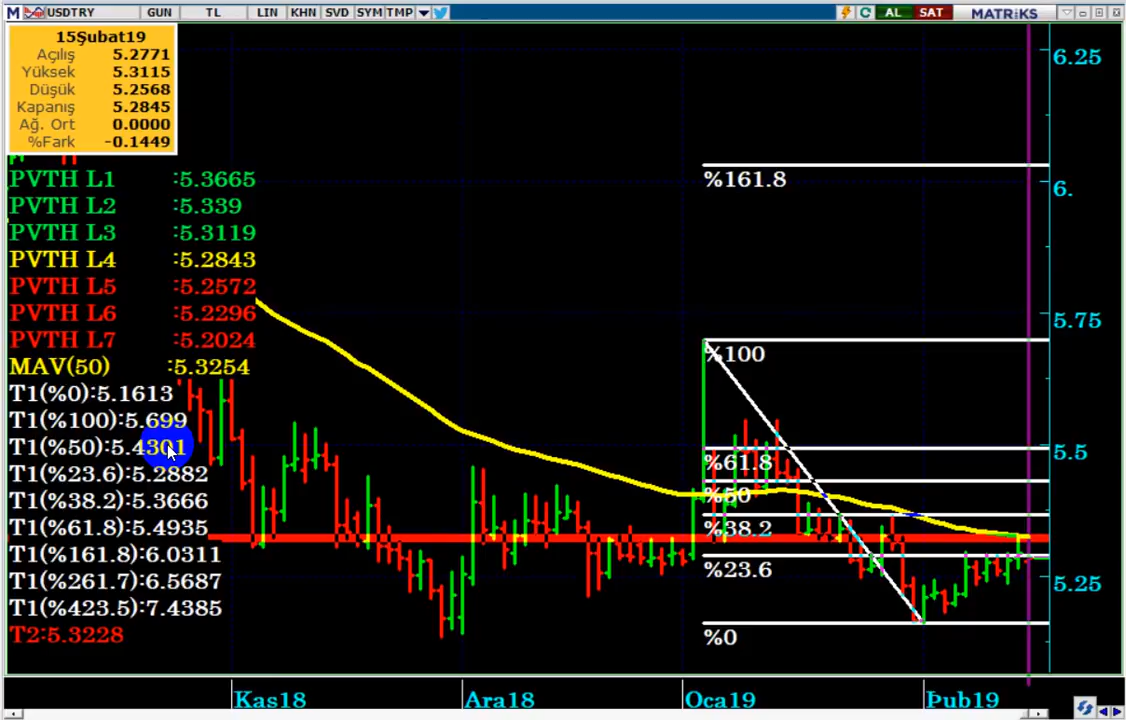 M USDTRY GUN TL LIN KHN SVD SYM TMP AL SAT MATRiKS
15Şubat19
Açılış 5.2771
Yüksek 5.3115
Düşük 5.2568
Kapanış 5.2845
Ağ. Ort 0.0000
%Fark -0.1449
PVTH L1 :5.3665
PVTH L2 :5.339
PVTH L3 :5.3119
PVTH L4 :5.2843
PVTH L5 :5.2572
PVTH L6 :5.2296
PVTH L7 :5.2024
MAV(50) :5.3254
T1(%0):5.1613
T1(%100):5.699
T1(%50):5.4301
T1(%23.6):5.2882
T1(%38.2):5.3666
T1(%61.8):5.4935
T1(%161.8):6.0311
T1(%261.7):6.5687
T1(%423.5):7.4385
T2:5.3228
%161.8
%100
%61.8
%50
%38.2
%23.6
%0
6.25
6.
5.75
5.5
5.25
Kas18 Ara18 Oca19 Þub19